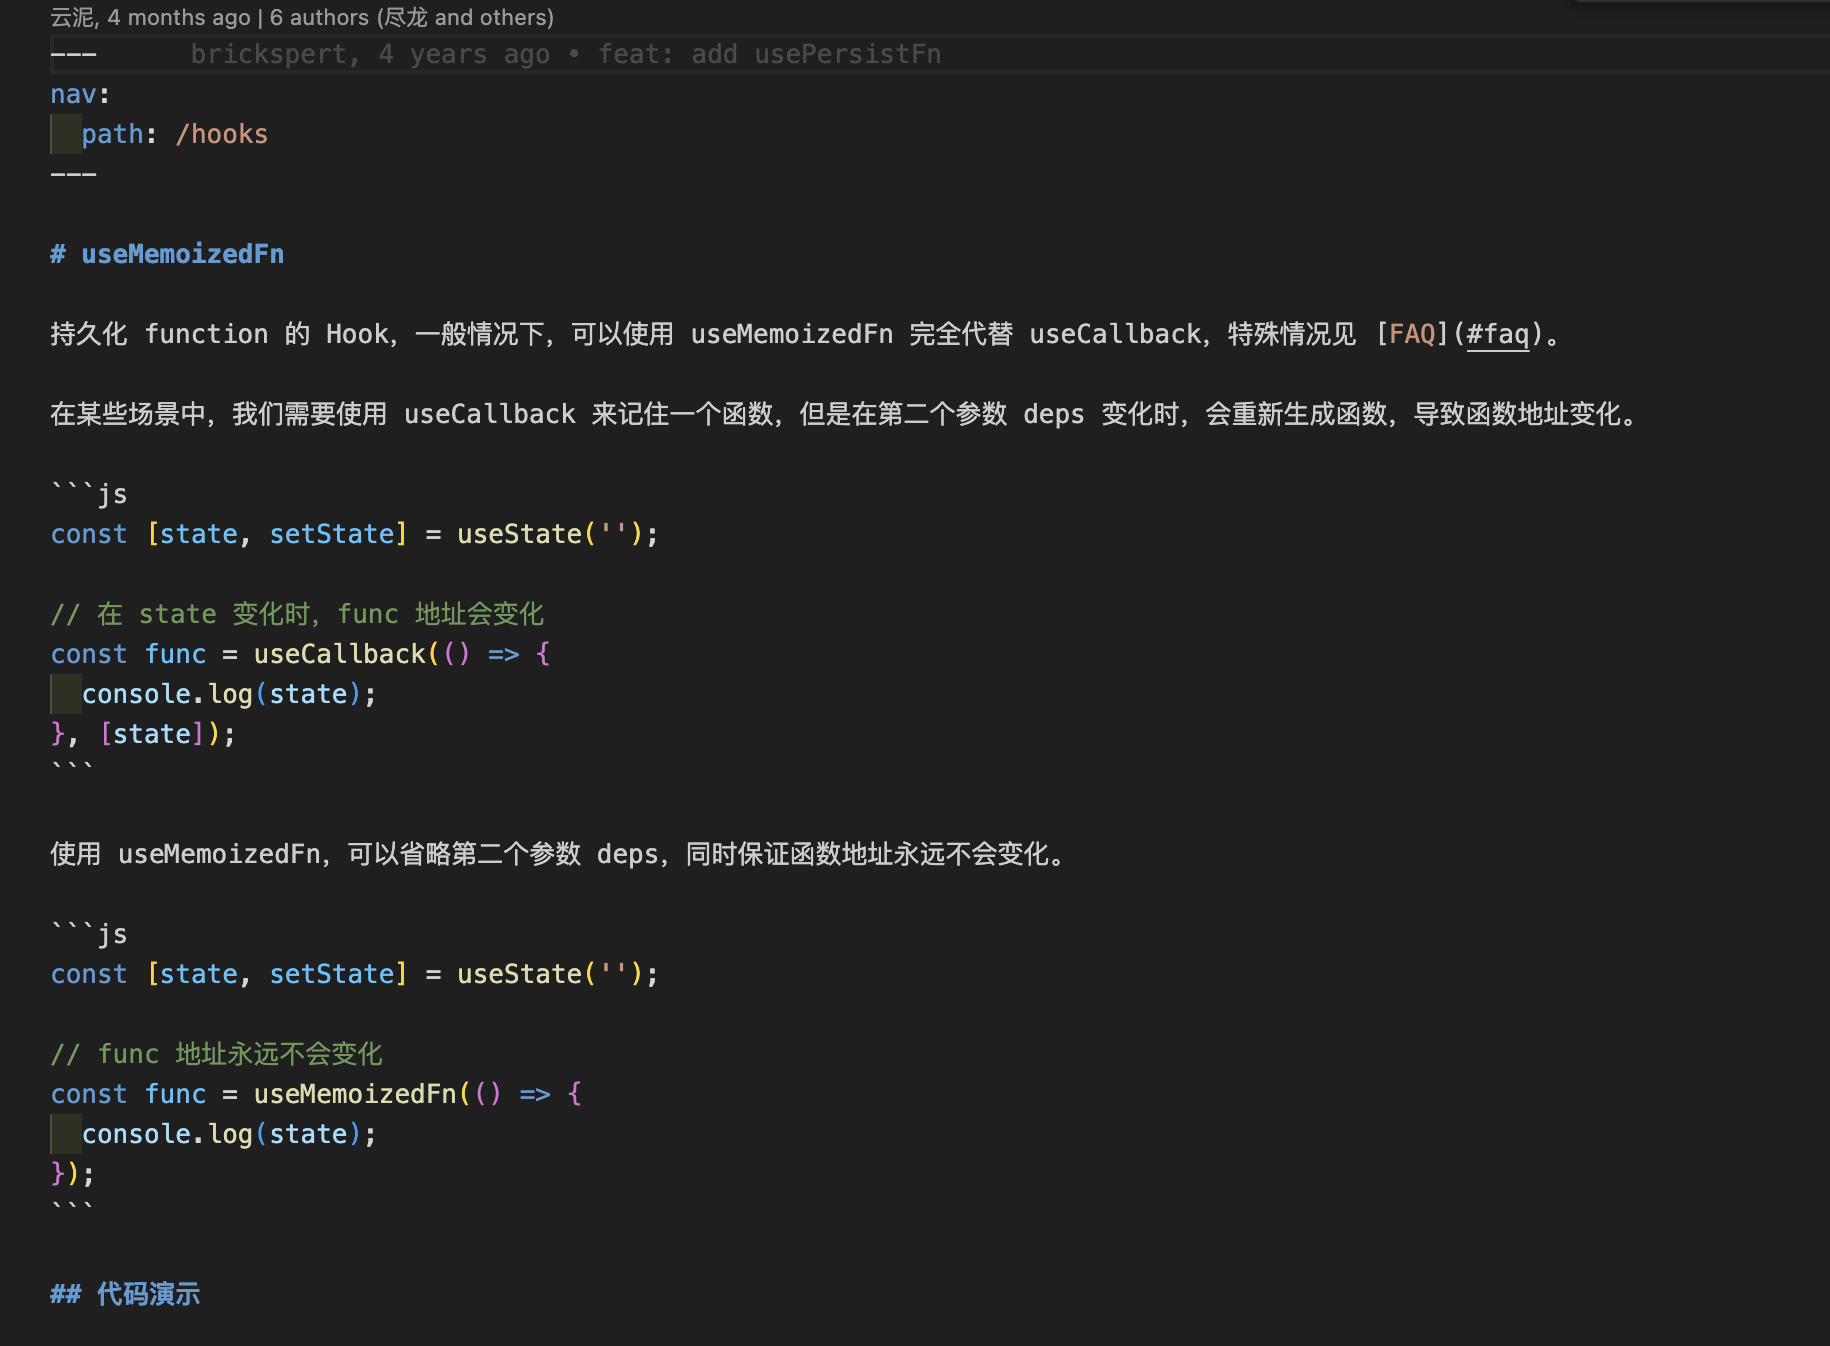 云泥, 4 months ago | 6 authors (尽龙 and others)
--- brickspert, 4 years ago • feat: add usePersistFn
nav:
  path: /hooks
---
# useMemoizedFn
持久化 function 的 Hook，一般情况下，可以使用 useMemoizedFn 完全代替 useCallback，特殊情况见 [FAQ](#faq)。
在某些场景中，我们需要使用 useCallback 来记住一个函数，但是在第二个参数 deps 变化时，会重新生成函数，导致函数地址变化。
```js
const [state, setState] = useState('');
// 在 state 变化时，func 地址会变化
const func = useCallback(() => {
  console.log(state);
}, [state]);
```
使用 useMemoizedFn，可以省略第二个参数 deps，同时保证函数地址永远不会变化。
```js
const [state, setState] = useState('');
// func 地址永远不会变化
const func = useMemoizedFn(() => {
  console.log(state);
});
```
## 代码演示